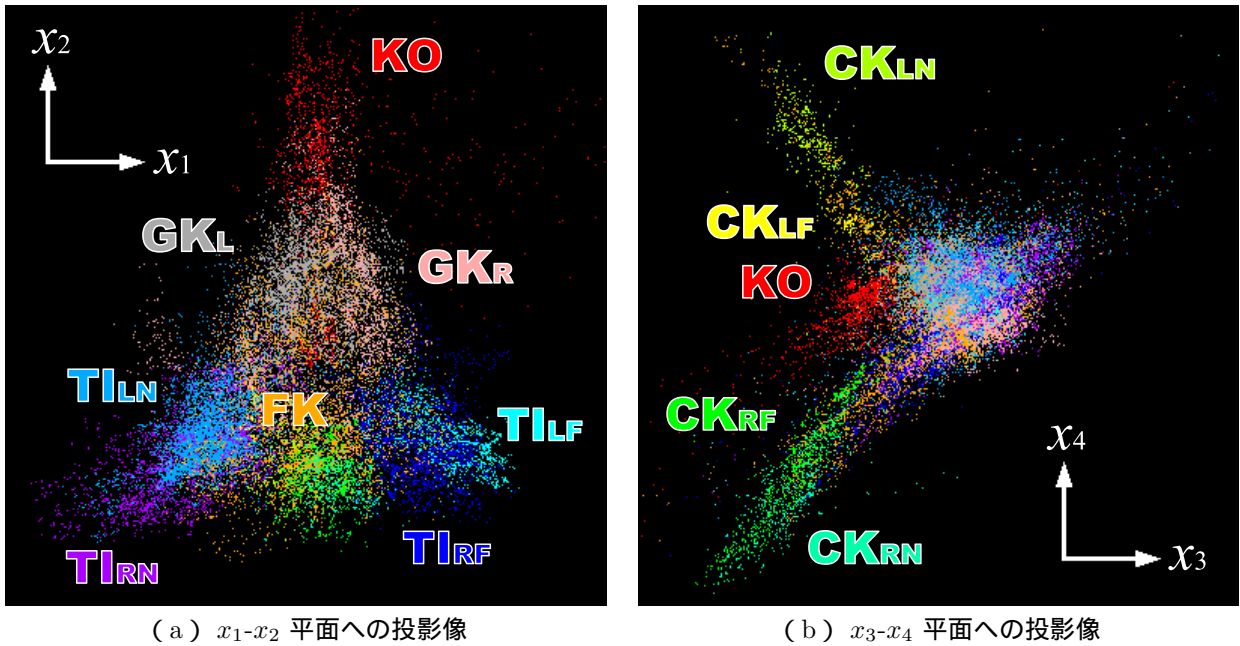 x2
x1
KO
GKL
GKR
TILN
FK
TILF
TIRN
TIRF
CKLN
CKLF
KO
CKRF
CKRN
x4
x3
(a) x1-x2 平面への投影像
(b) x3-x4 平面への投影像